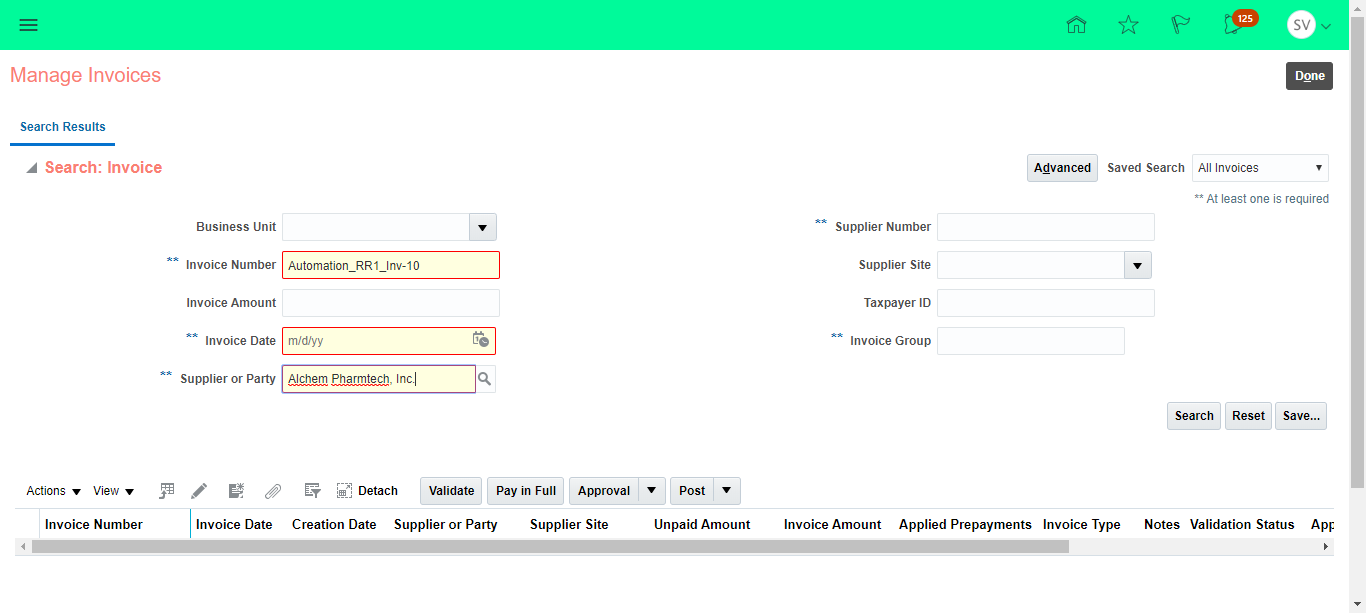 125 SV
Manage Invoices Done
Search Results
Search: Invoice Advanced Saved Search All Invoices
** At least one is required
Business Unit ** Supplier Number
** Invoice Number Automation_RR1_Inv-10 Supplier Site
Invoice Amount Taxpayer ID
** Invoice Date m/d/yy ** Invoice Group
** Supplier or Party Alchem Pharmtech, Inc.
Search Reset Save...
Actions View Detach Validate Pay in Full Approval Post
Invoice Number Invoice Date Creation Date Supplier or Party Supplier Site Unpaid Amount Invoice Amount Applied Prepayments Invoice Type Notes Validation Status App